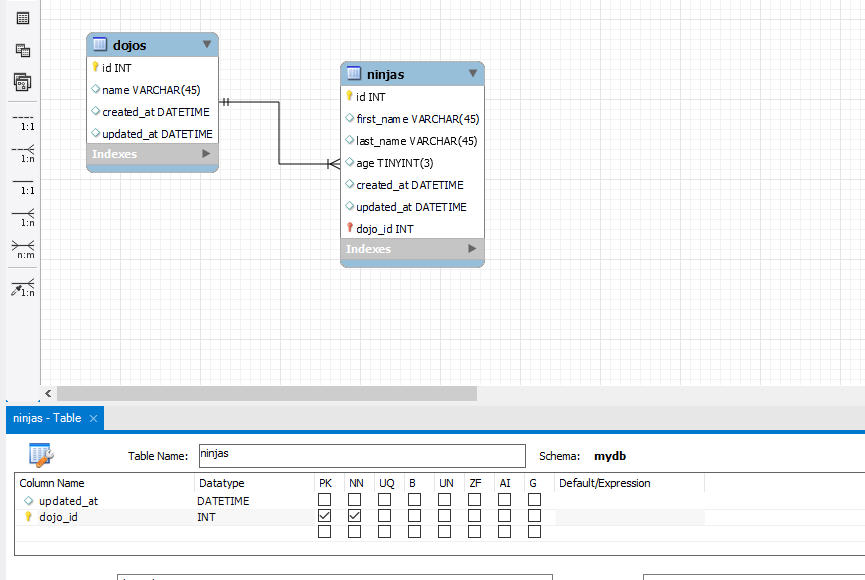 dojos
id INT
name VARCHAR(45)
created_at DATETIME
updated_at DATETIME
Indexes
ninjas
id INT
first_name VARCHAR(45)
last_name VARCHAR(45)
age TINYINT(3)
created_at DATETIME
updated_at DATETIME
dojo_id INT
Indexes
1:1
1:n
1:1
1:n
n:m
1:n
ninjas - Table
Table Name: ninjas Schema: mydb
Column Name Datatype PK NN UQ B UN ZF AI G Default/Expression
updated_at DATETIME
dojo_id INT